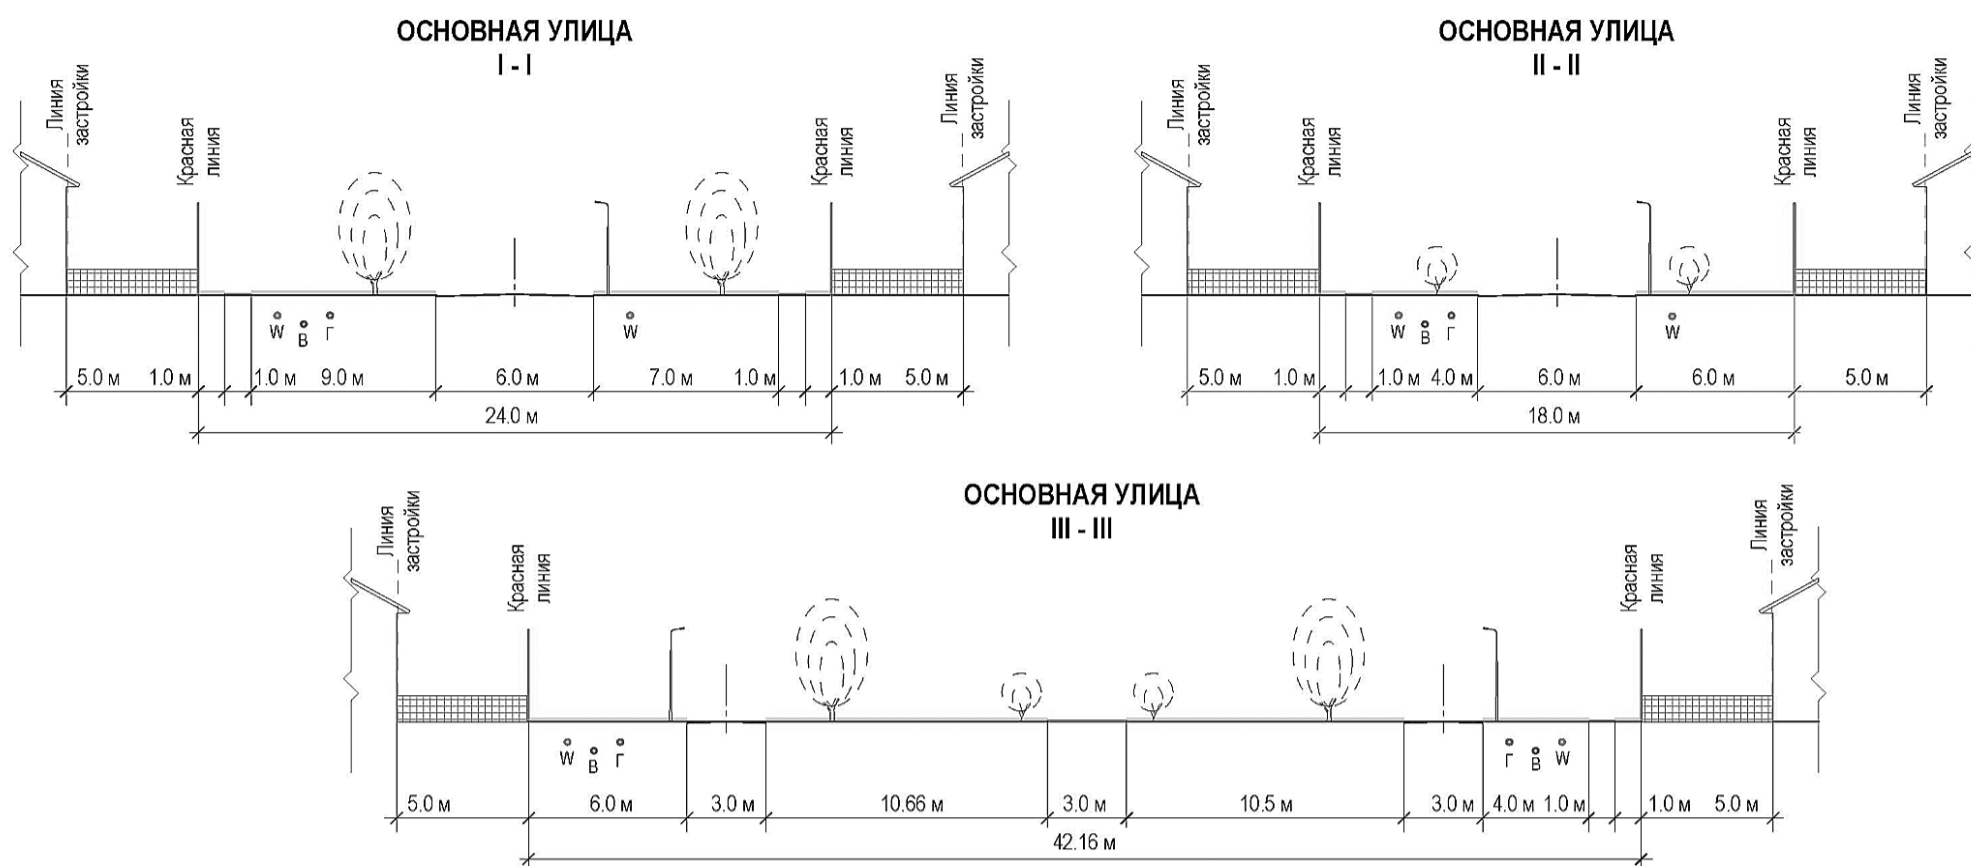 ОСНОВНАЯ УЛИЦА
I - I
Линия
застройки
Красная
линия
Красная
линия
Линия
застройки
W В Г
W
5.0 м 1.0 м 1.0 м 9.0 м 6.0 м 7.0 м 1.0 м 1.0 м 5.0 м
24.0 м
ОСНОВНАЯ УЛИЦА
II - II
Линия
застройки
Красная
линия
Красная
линия
Линия
застройки
W В Г
W
5.0 м 1.0 м 1.0 м 4.0 м 6.0 м 6.0 м 5.0 м
18.0 м
ОСНОВНАЯ УЛИЦА
III - III
Линия
застройки
Красная
линия
Красная
линия
Линия
застройки
W В Г
Г В W
5.0 м 6.0 м 3.0 м 10.66 м 3.0 м 10.5 м 3.0 м 4.0 м 1.0 м 1.0 м 5.0 м
42.16 м